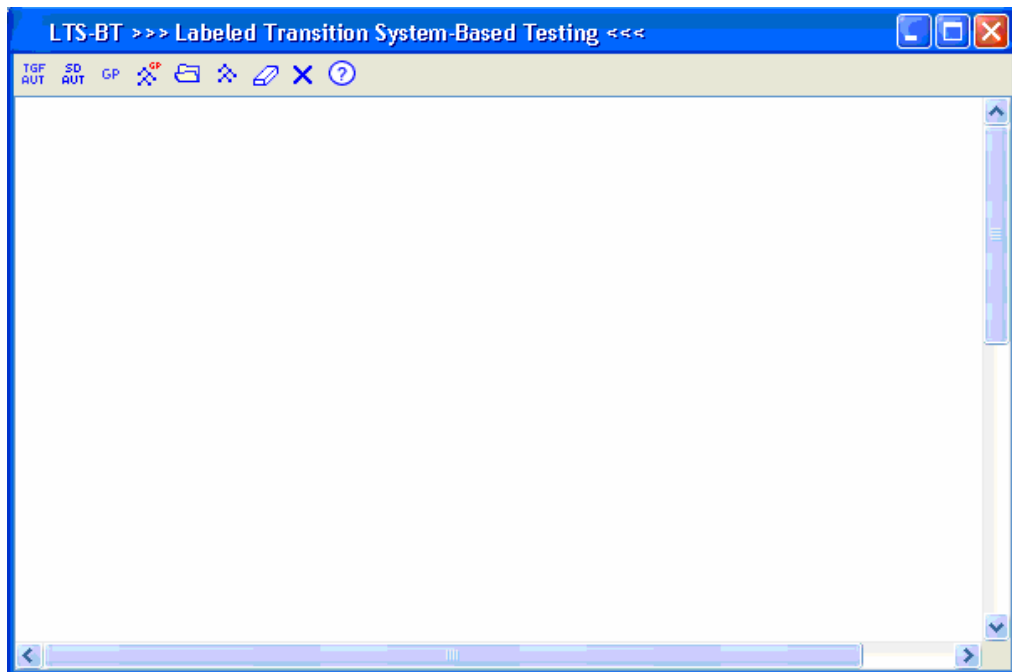 LTS-BT >>> Labeled Transition System-Based Testing <<<
TGF AUT SD AUT GP GP ?